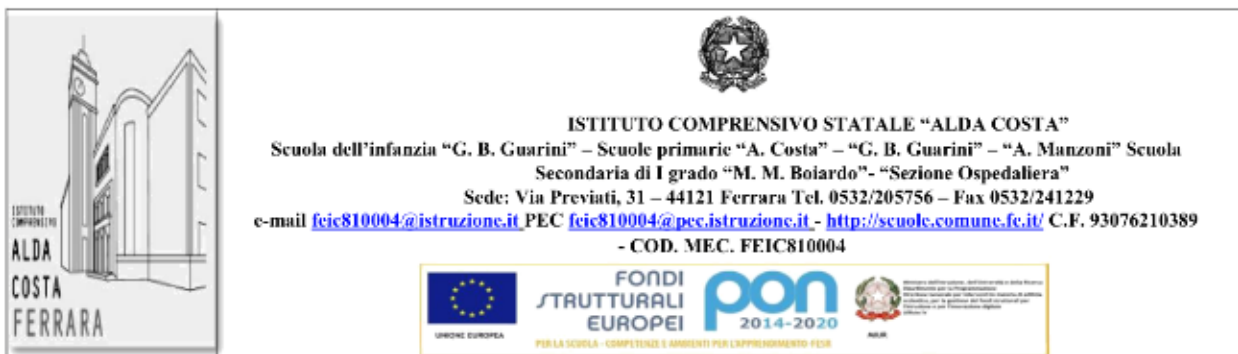 ISTITUTO
COMPRENSIVO
ALDA
COSTA
FERRARA
ISTITUTO COMPRENSIVO STATALE “ALDA COSTA”
Scuola dell’infanzia “G. B. Guarini” – Scuole primarie “A. Costa” – “G. B. Guarini” – “A. Manzoni” Scuola
Secondaria di I grado “M. M. Boiardo”- “Sezione Ospedaliera”
Sede: Via Previati, 31 – 44121 Ferrara Tel. 0532/205756 – Fax 0532/241229
e-mail feic810004@istruzione.it PEC feic810004@pec.istruzione.it - http://scuole.comune.fe.it/ C.F. 93076210389
- COD. MEC. FEIC810004
UNIONE EUROPEA
FONDI
STRUTTURALI
EUROPEI
pon
2014-2020
MIUR
PER LA SCUOLA - COMPETENZE E AMBIENTI PER L'APPRENDIMENTO-FESR